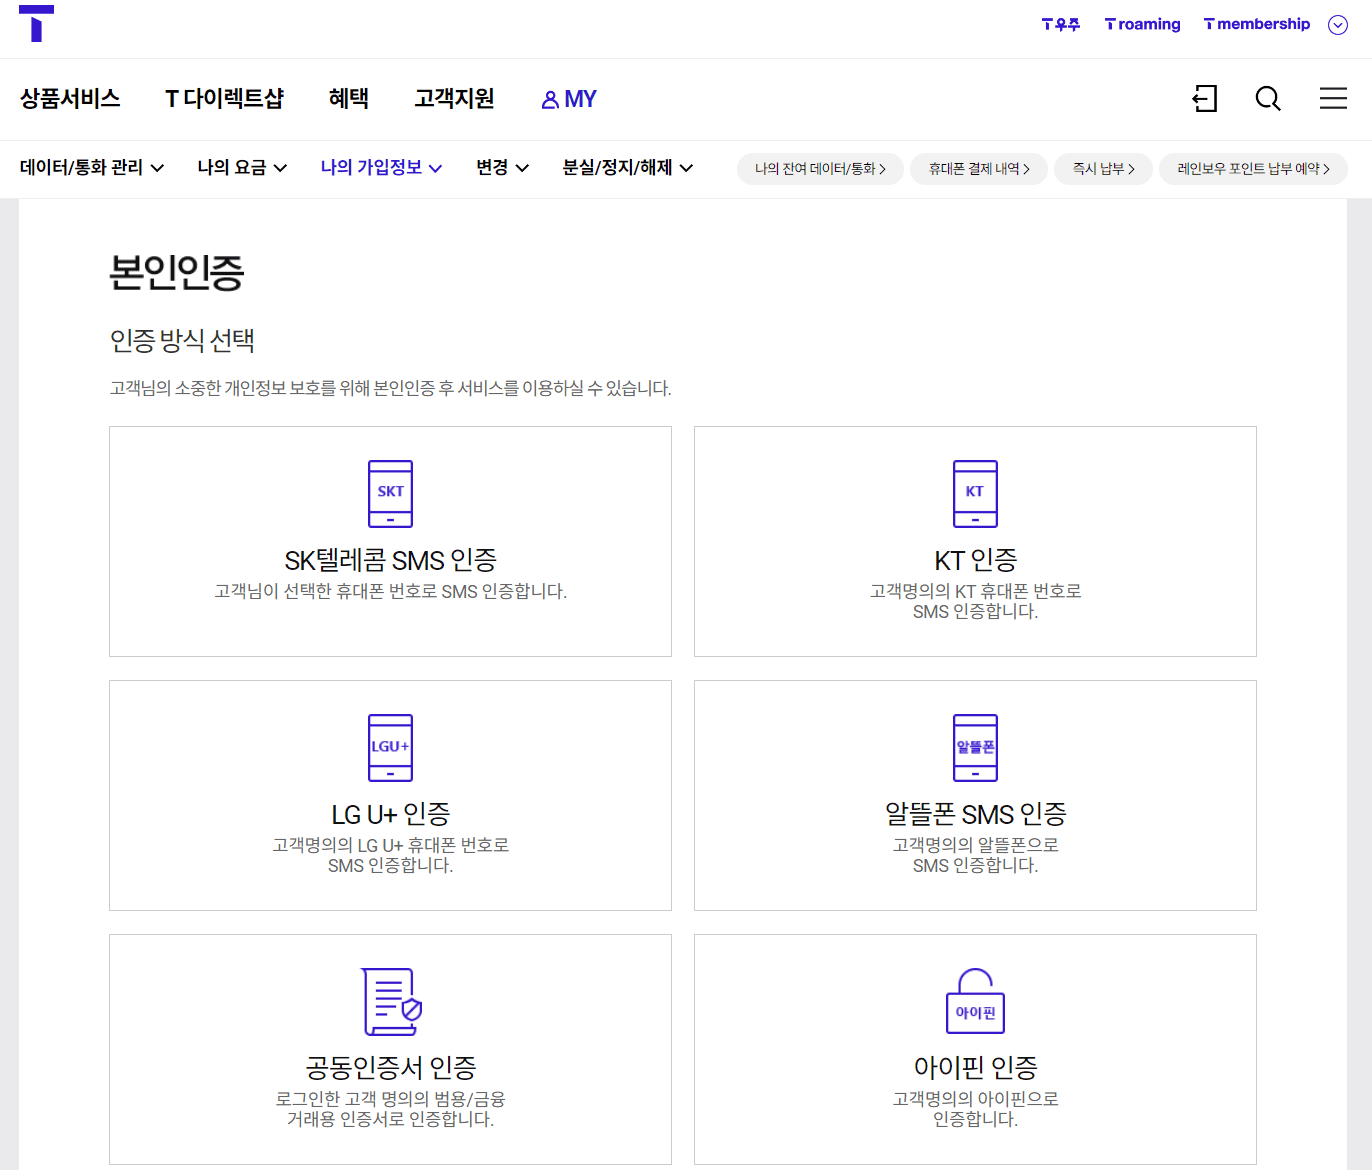 T
T우주 T roaming T membership
상품서비스 T 다이렉트샵 혜택 고객지원 MY
데이터/통화 관리 나의 요금 나의 가입정보 변경 분실/정지/해제 나의 잔여 데이터/통화 휴대폰 결제 내역 즉시 납부 레인보우 포인트 납부 예약
본인인증
인증 방식 선택
고객님의 소중한 개인정보 보호를 위해 본인인증 후 서비스를 이용하실 수 있습니다.
SKT
SK텔레콤 SMS 인증
고객님이 선택한 휴대폰 번호로 SMS 인증합니다.
KT
KT 인증
고객명의의 KT 휴대폰 번호로
SMS 인증합니다.
LGU+
LG U+ 인증
고객명의의 LG U+ 휴대폰 번호로
SMS 인증합니다.
알뜰폰
알뜰폰 SMS 인증
고객명의의 알뜰폰으로
SMS 인증합니다.
공동인증서 인증
로그인한 고객 명의의 범용/금융
거래용 인증서로 인증합니다.
아이핀
아이핀 인증
고객명의의 아이핀으로
인증합니다.